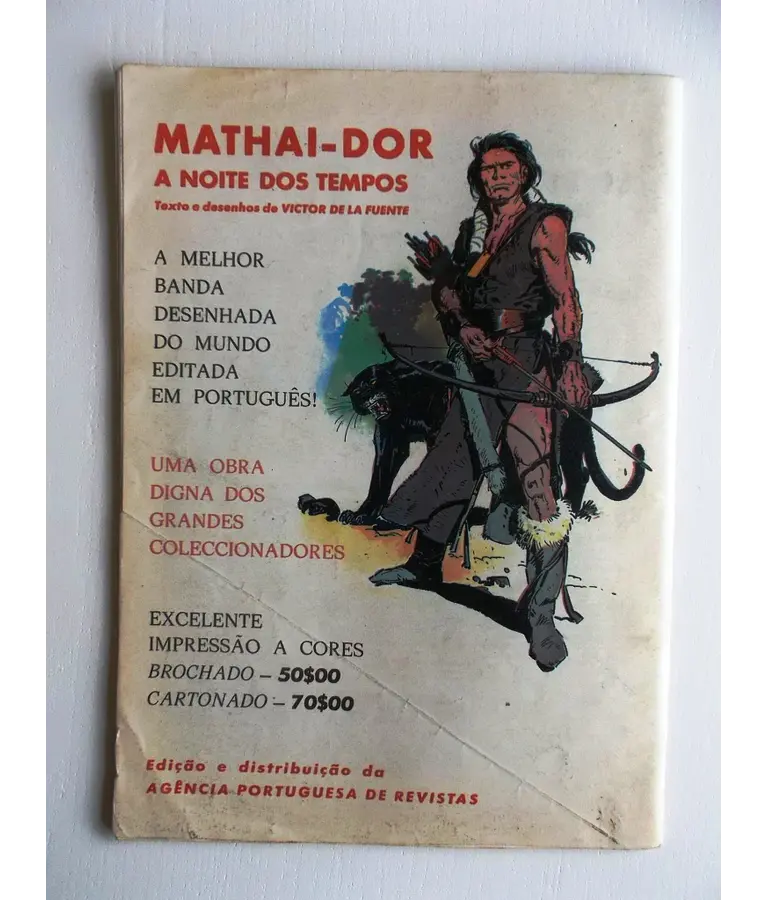 MATHAI-DOR
A NOITE DOS TEMPOS
Texto e desenhos de VICTOR DE LA FUENTE
A MELHOR
BANDA
DESENHADA
DO MUNDO
EDITADA
EM PORTUGUÊS!
UMA OBRA
DIGNA DOS
GRANDES
COLECCIONADORES
EXCELENTE
IMPRESSÃO A CORES
BROCHADO – 50$00
CARTONADO – 70$00
Edição e distribuição da
AGÊNCIA PORTUGUESA DE REVISTAS